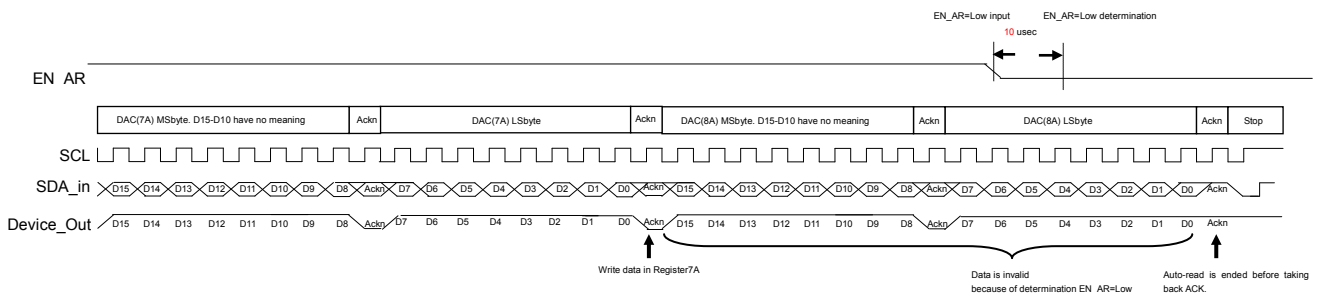 EN_AR=Low input EN_AR=Low determination
10 usec
EN AR
DAC(7A) MSbyte. D15-D10 have no meaning Ackn DAC(7A) LSbyte Ackn DAC(8A) MSbyte. D15-D10 have no meaning Ackn DAC(8A) LSbyte Ackn Stop
SCL
SDA_in D15 D14 D13 D12 D11 D10 D9 D8 Ackn D7 D6 D5 D4 D3 D2 D1 D0 Ackn D15 D14 D13 D12 D11 D10 D9 D8 Ackn D7 D6 D5 D4 D3 D2 D1 D0 Ackn
Device_Out D15 D14 D13 D12 D11 D10 D9 D8 Ackn D7 D6 D5 D4 D3 D2 D1 D0 Ackn D15 D14 D13 D12 D11 D10 D9 D8 Ackn D7 D6 D5 D4 D3 D2 D1 D0 Ackn
Write data in Register7A
Data is invalid
because of determination EN AR=Low
Auto-read is ended before taking
back ACK.